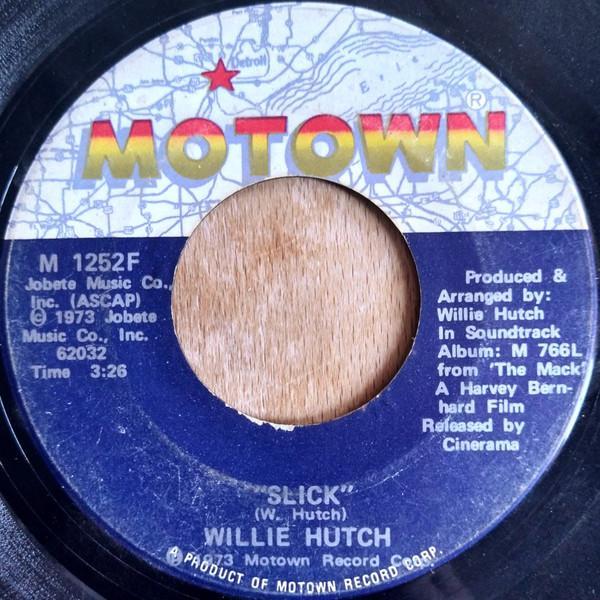 Detroit
Erie
MOTOWN®
M 1252F
Jobete Music Co.,
Inc. (ASCAP)
© 1973 Jobete
Music Co., Inc.
62032
Time 3:26
Produced &
Arranged by:
Willie Hutch
In Soundtrack
Album: M 766L
from 'The Mack'
A Harvey Bern-
hard Film
Released by
Cinerama
"SLICK"
(W. Hutch)
WILLIE HUTCH
℗ 1973 Motown Record Corp.
A PRODUCT OF MOTOWN RECORD CORP.